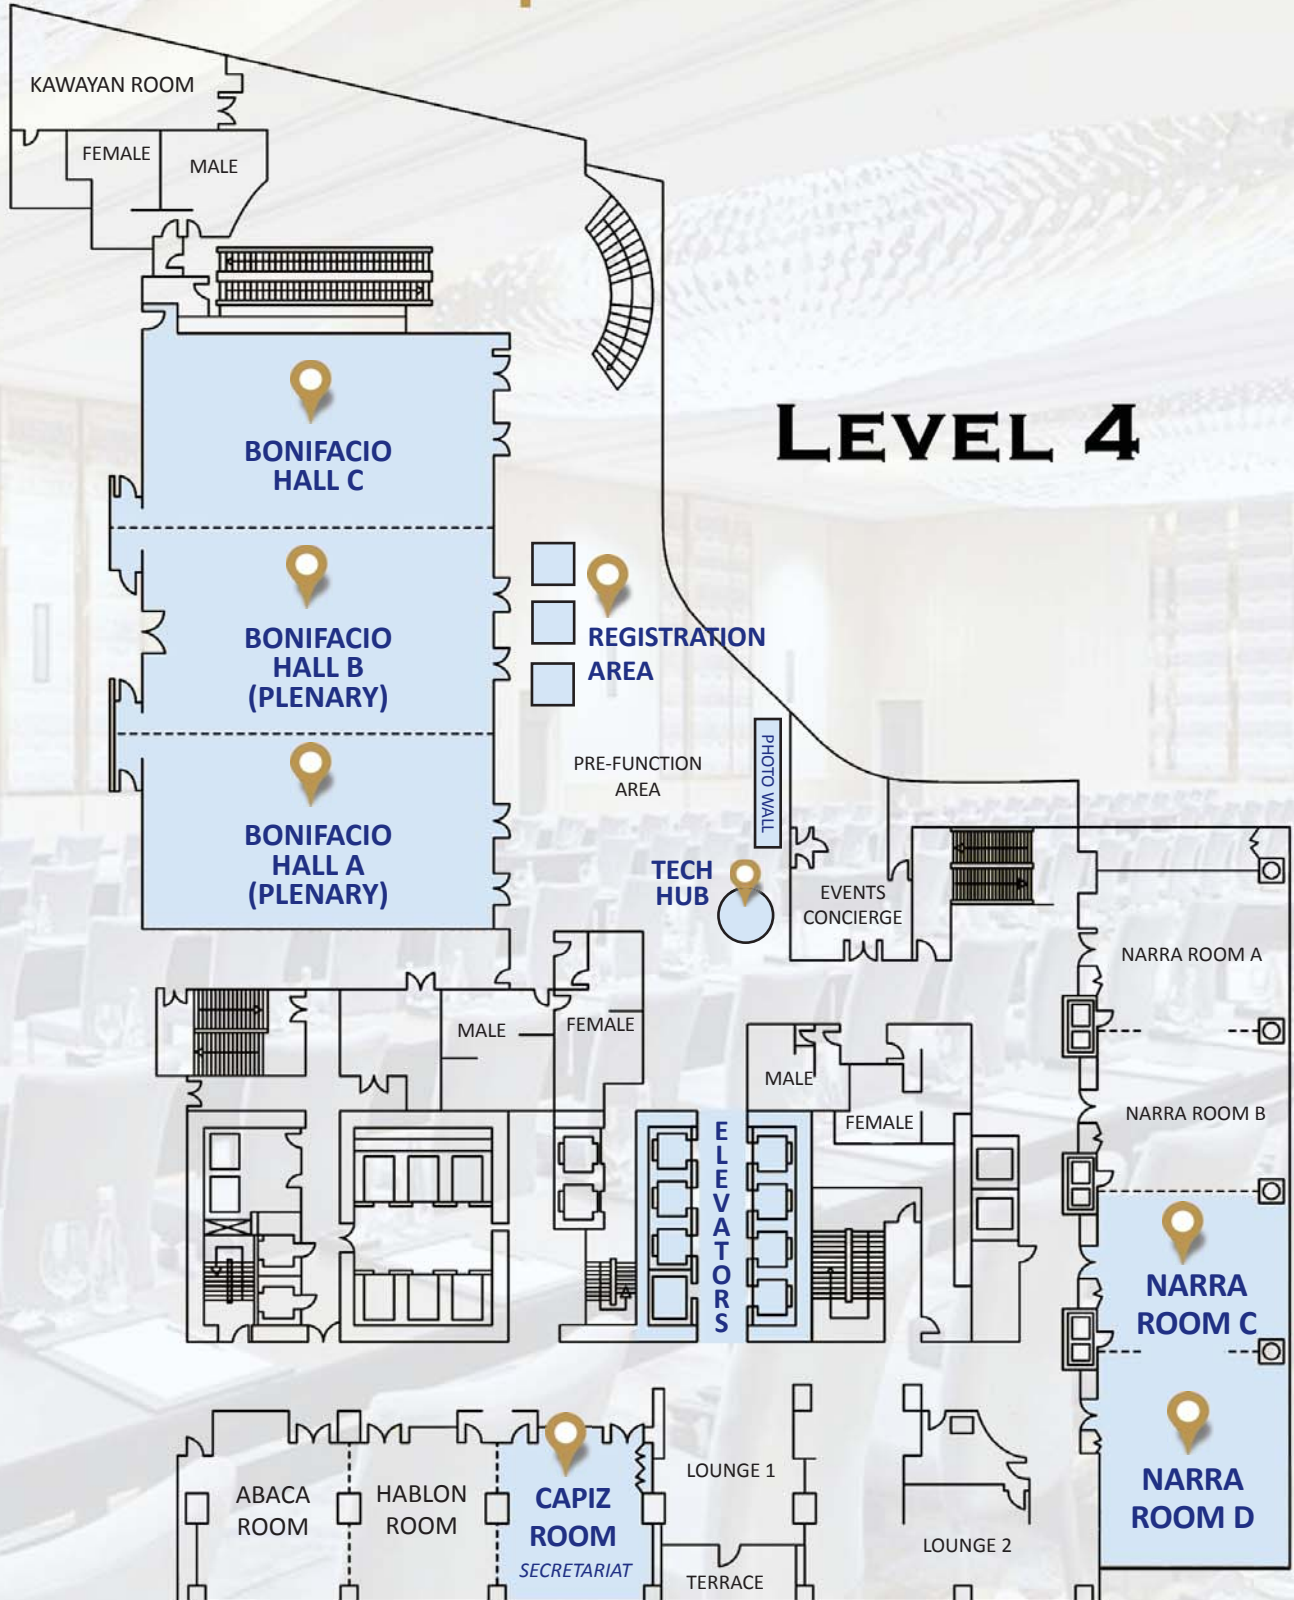 KAWAYAN ROOM
FEMALE
MALE
LEVEL 4
BONIFACIO
HALL C
BONIFACIO
HALL B
(PLENARY)
REGISTRATION
AREA
PHOTO WALL
PRE-FUNCTION
AREA
BONIFACIO
HALL A
(PLENARY)
TECH
HUB
EVENTS
CONCIERGE
NARRA ROOM A
MALE
FEMALE
MALE
FEMALE
NARRA ROOM B
ELEVATORS
NARRA
ROOM C
NARRA
ROOM D
ABACA
ROOM
HABLON
ROOM
CAPIZ
ROOM
SECRETARIAT
LOUNGE 1
LOUNGE 2
TERRACE